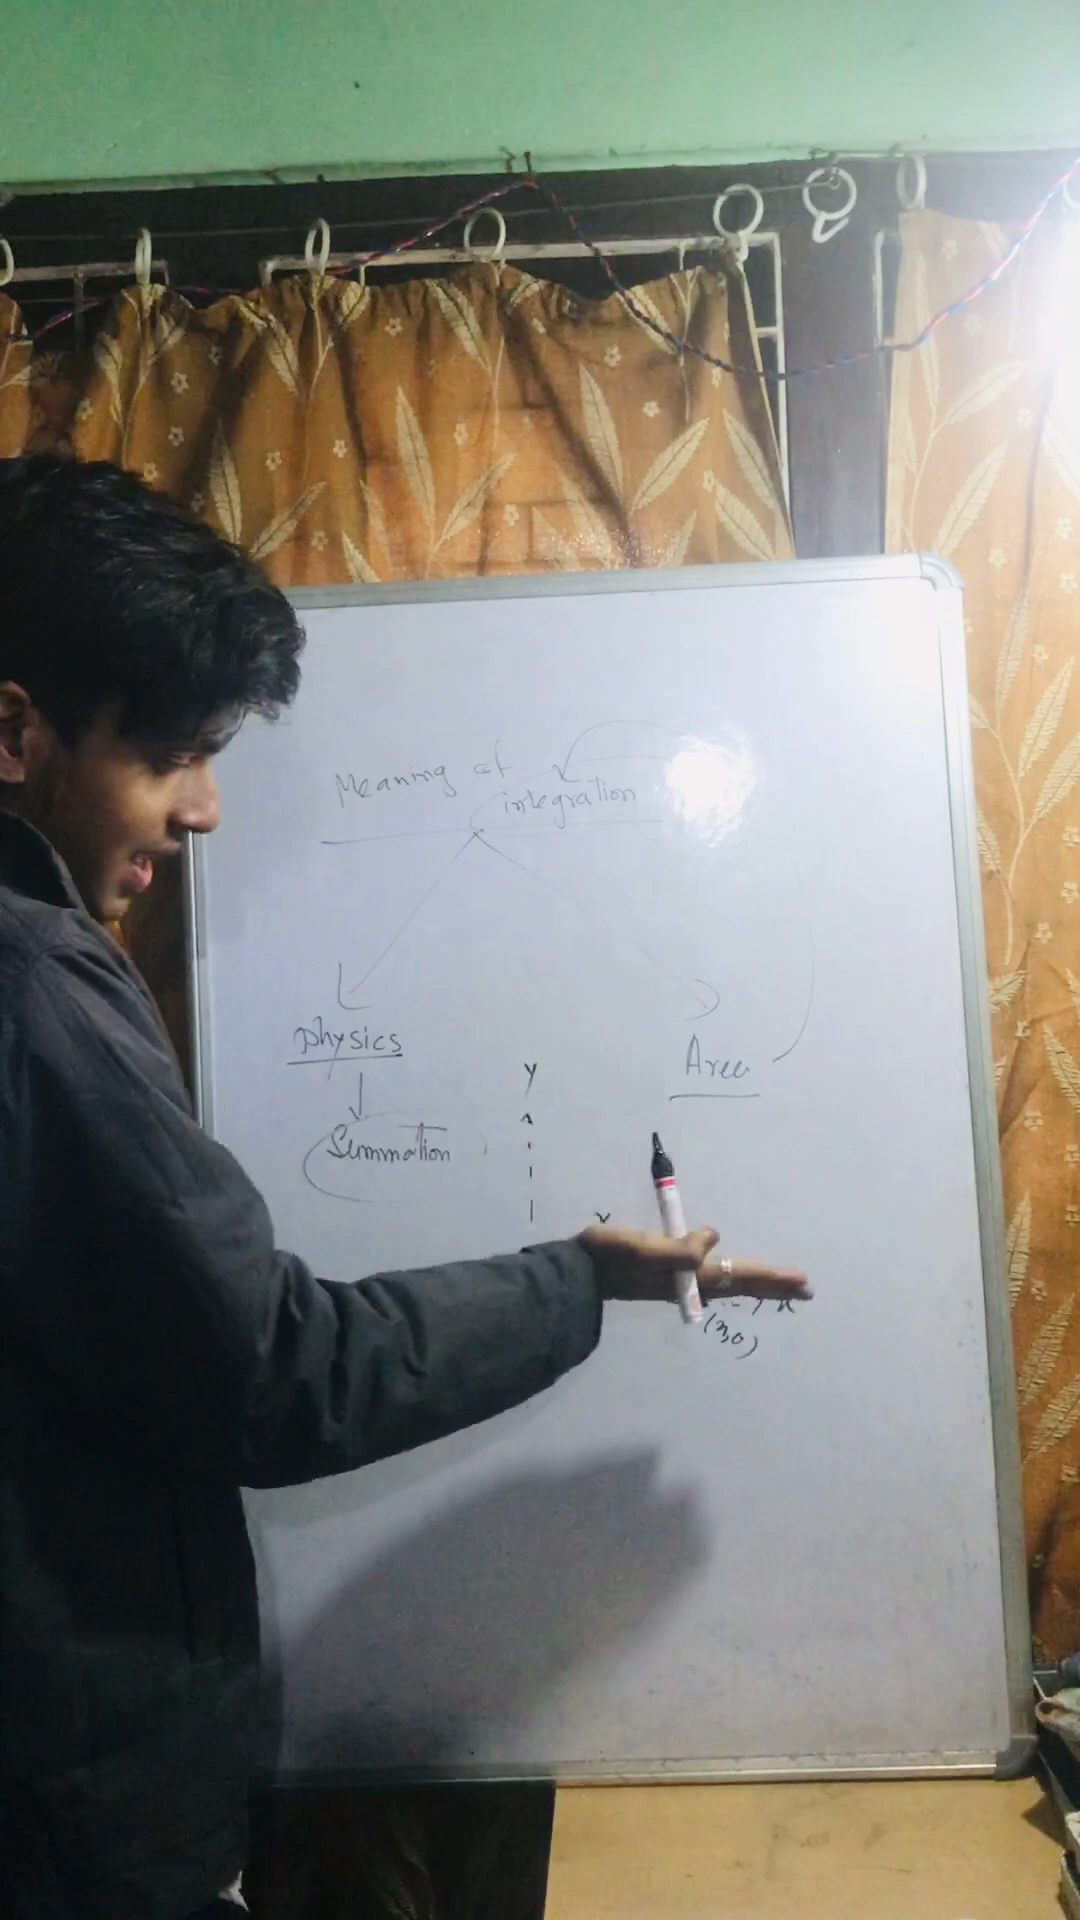 Meaning of
integration
Physics
Area
Summation
y
x
x
(3,0)